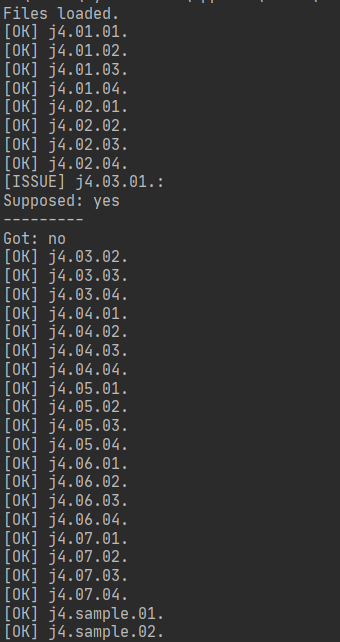 Files loaded.
[OK] j4.01.01.
[OK] j4.01.02.
[OK] j4.01.03.
[OK] j4.01.04.
[OK] j4.02.01.
[OK] j4.02.02.
[OK] j4.02.03.
[OK] j4.02.04.
[ISSUE] j4.03.01.:
Supposed: yes
---------
Got: no
[OK] j4.03.02.
[OK] j4.03.03.
[OK] j4.03.04.
[OK] j4.04.01.
[OK] j4.04.02.
[OK] j4.04.03.
[OK] j4.04.04.
[OK] j4.05.01.
[OK] j4.05.02.
[OK] j4.05.03.
[OK] j4.05.04.
[OK] j4.06.01.
[OK] j4.06.02.
[OK] j4.06.03.
[OK] j4.06.04.
[OK] j4.07.01.
[OK] j4.07.02.
[OK] j4.07.03.
[OK] j4.07.04.
[OK] j4.sample.01.
[OK] j4.sample.02.